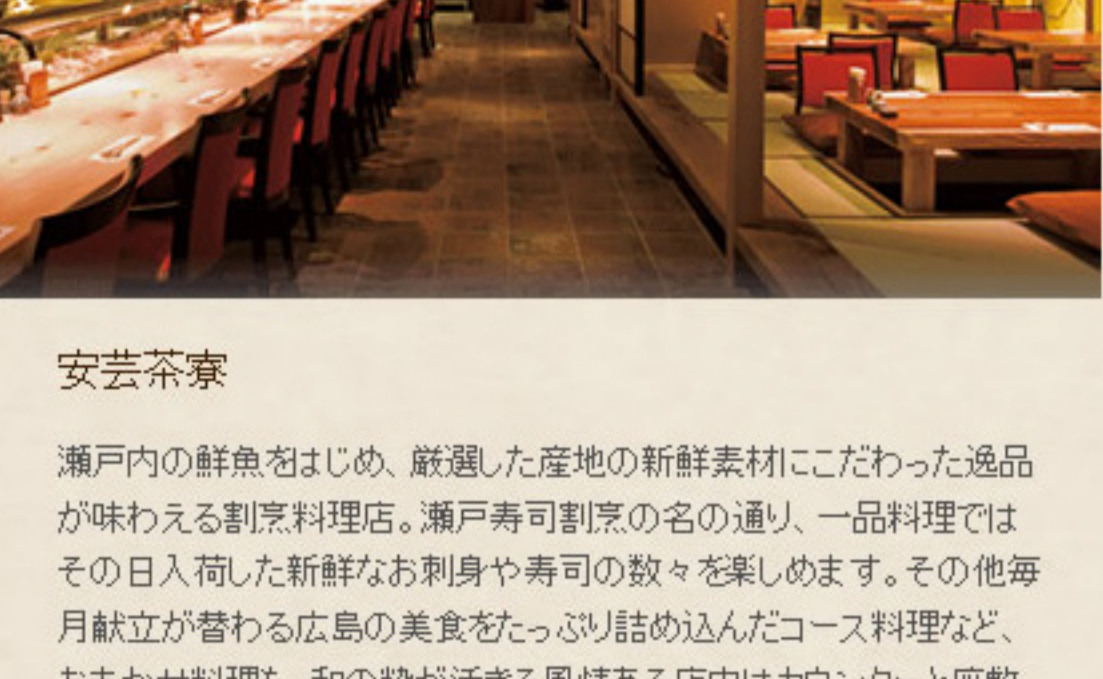 安芸茶寮
瀬戸内の鮮魚をはじめ、厳選した産地の新鮮素材にこだわった逸品
が味わえる割烹料理店。瀬戸寿司割烹の名の通り、一品料理では
その日入荷した新鮮なお刺身や寿司の数々を楽しめます。その他毎
月献立が替わる広島の美食をたっぷり詰め込んだコース料理など、